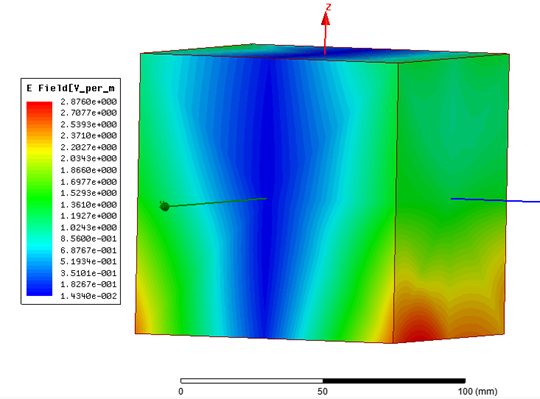 Z
E Field[V_per_m
2.8760e+000
2.7077e+000
2.5393e+000
2.3710e+000
2.2027e+000
2.0343e+000
1.8660e+000
1.6977e+000
1.5293e+000
1.3610e+000
1.1927e+000
1.0243e+000
8.5600e-001
6.8767e-001
5.1934e-001
3.5101e-001
1.8267e-001
1.4340e-002
0 50 100 (mm)